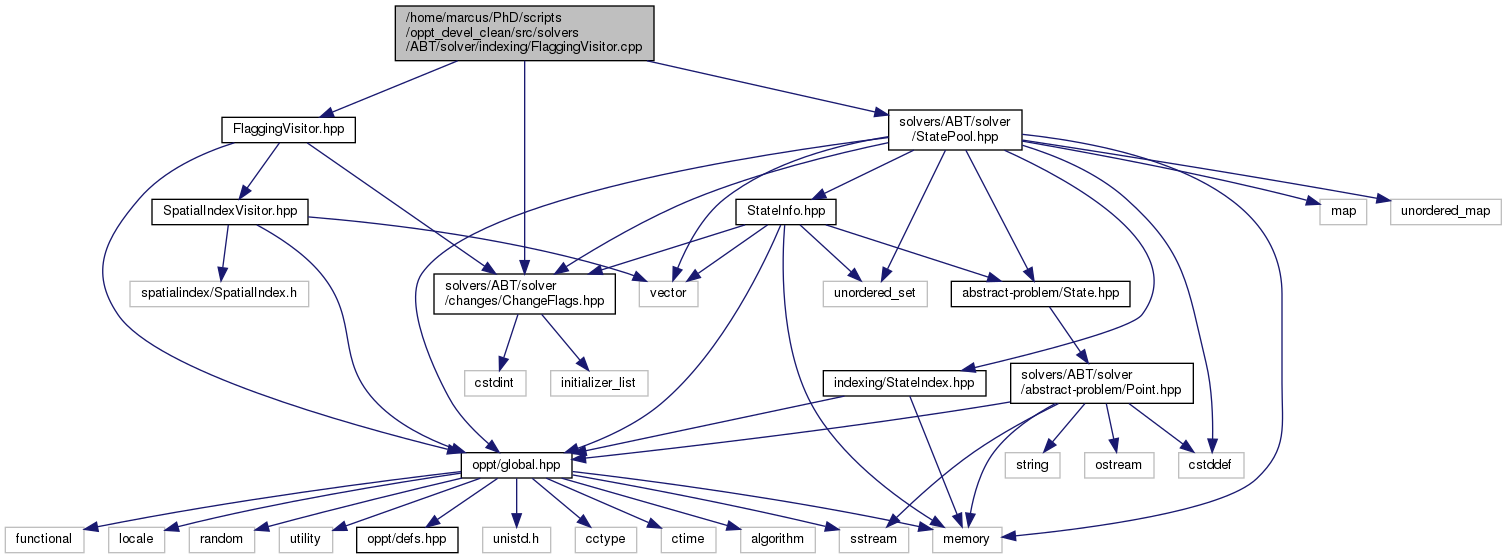 /home/marcus/PhD/scripts
/oppt_devel_clean/src/solvers
/ABT/solver/indexing/FlaggingVisitor.cpp
FlaggingVisitor.hpp
solvers/ABT/solver
/StatePool.hpp
SpatialIndexVisitor.hpp
StateInfo.hpp
map
unordered_map
spatialindex/SpatialIndex.h
solvers/ABT/solver
/changes/ChangeFlags.hpp
vector
unordered_set
abstract-problem/State.hpp
cstdint
initializer_list
indexing/StateIndex.hpp
solvers/ABT/solver
/abstract-problem/Point.hpp
oppt/global.hpp
string
ostream
cstddef
functional
locale
random
utility
oppt/defs.hpp
unistd.h
cctype
ctime
algorithm
sstream
memory